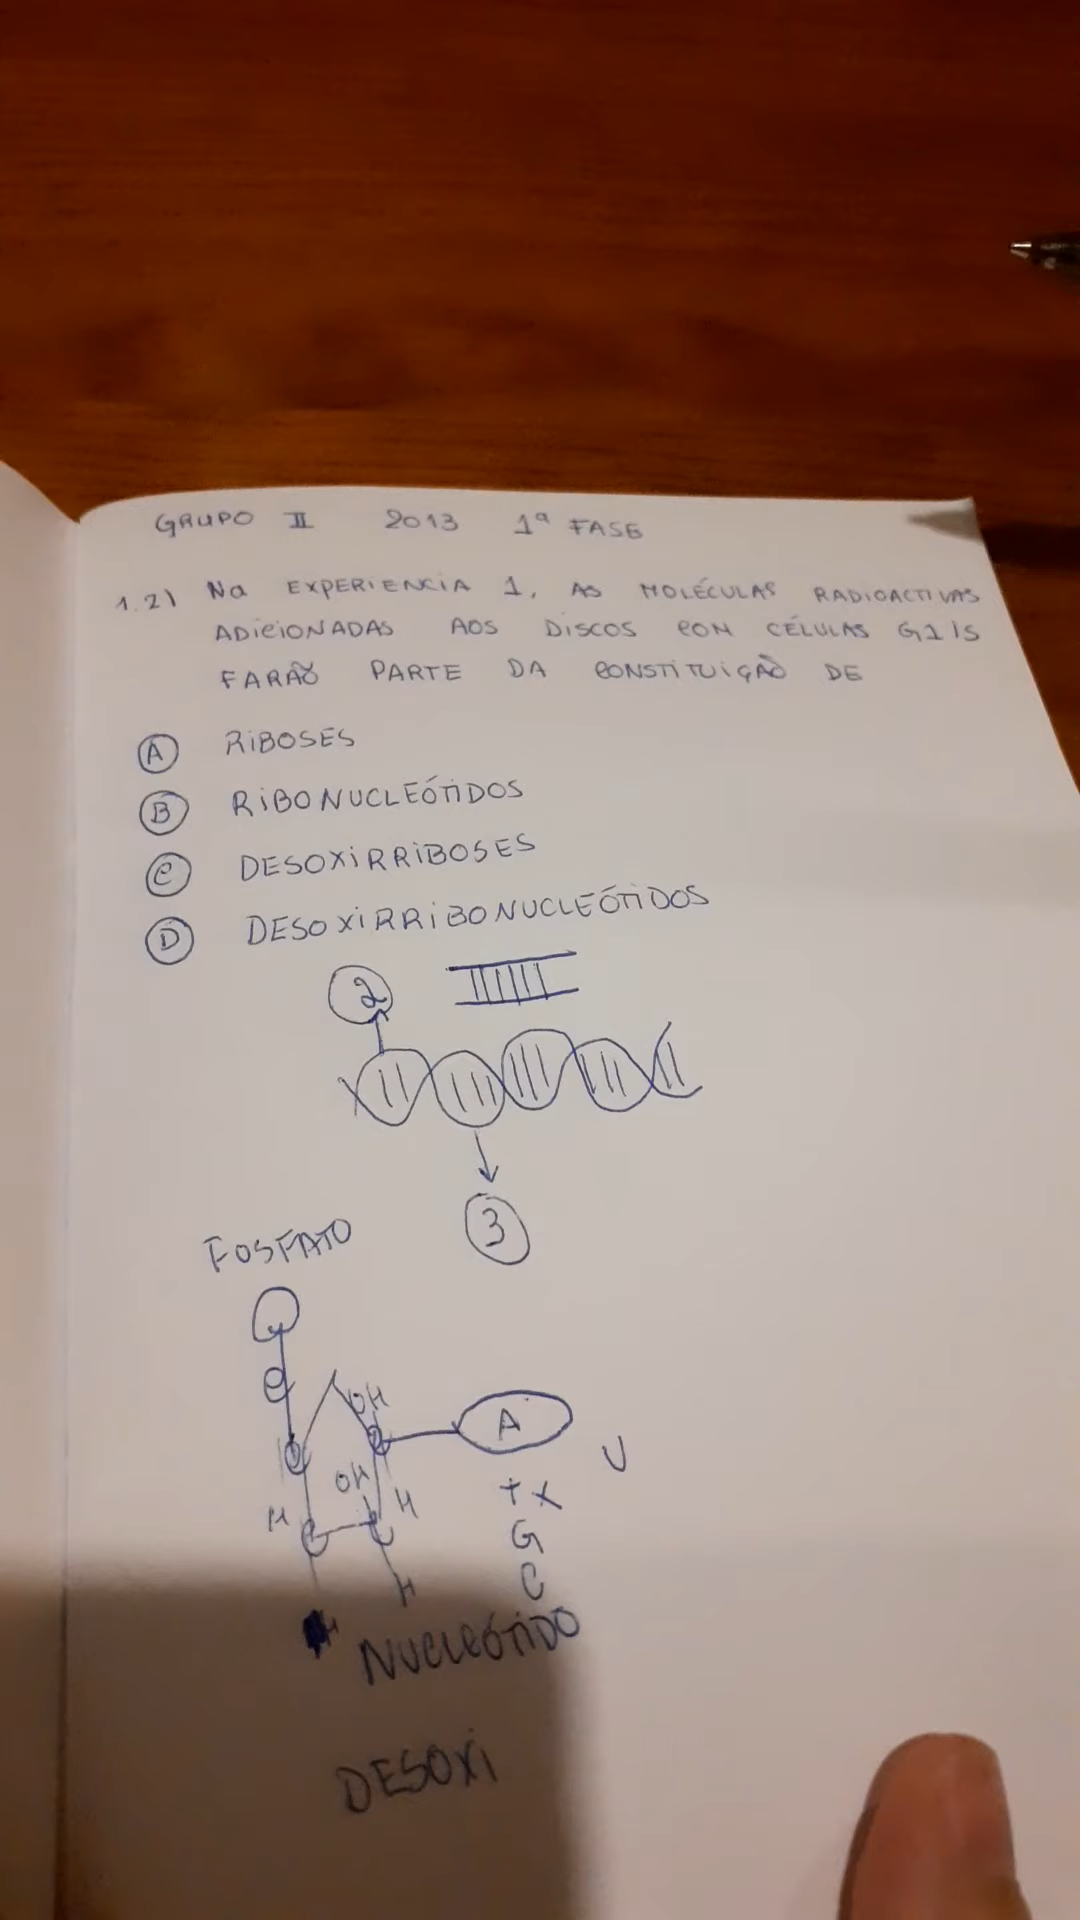 GRUPO II 2013 1ª FASE
1.2) Na EXPERIENCIA 1, AS MOLÉCULAS RADIOACTIVAS
ADICIONADAS AOS DISCOS COM CÉLULAS G1/S
FARÃO PARTE DA CONSTITUIÇÃO DE
A RIBOSES
B RIBONUCLEÓTIDOS
C DESOXIRRIBOSES
D DESOXIRRIBONUCLEÓTIDOS
2
3
FOSFATO
C
OH
A
U
OH
H
H
T X
G
C
H
H
NUCLEÓTIDO
DESOXI